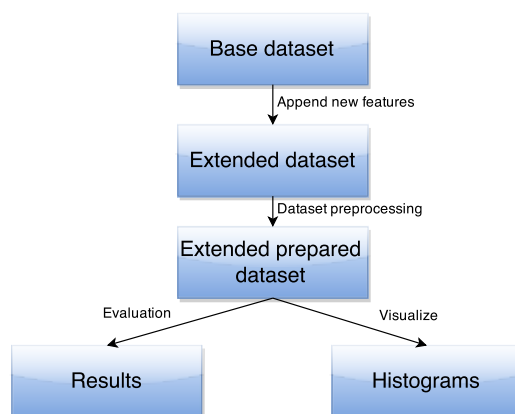 Base dataset
Append new features
Extended dataset
Dataset preprocessing
Extended prepared
dataset
Evaluation
Visualize
Results
Histograms